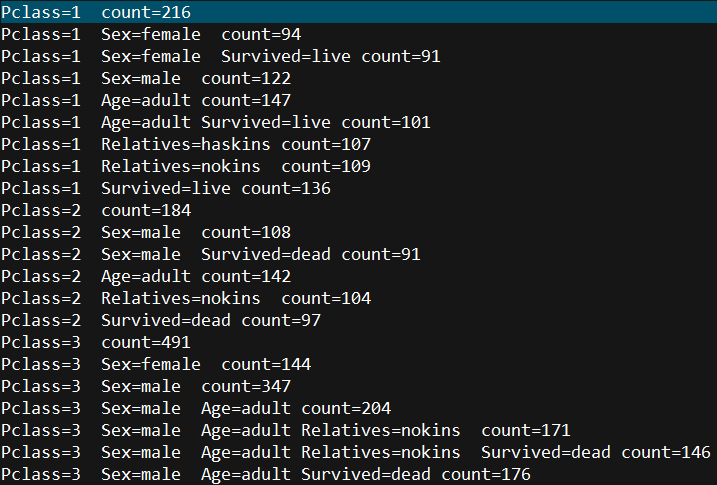 Pclass=1  count=216
Pclass=1  Sex=female  count=94
Pclass=1  Sex=female  Survived=live count=91
Pclass=1  Sex=male  count=122
Pclass=1  Age=adult count=147
Pclass=1  Age=adult Survived=live count=101
Pclass=1  Relatives=haskins count=107
Pclass=1  Relatives=nokins  count=109
Pclass=1  Survived=live count=136
Pclass=2  count=184
Pclass=2  Sex=male  count=108
Pclass=2  Sex=male  Survived=dead count=91
Pclass=2  Age=adult count=142
Pclass=2  Relatives=nokins  count=104
Pclass=2  Survived=dead count=97
Pclass=3  count=491
Pclass=3  Sex=female  count=144
Pclass=3  Sex=male  count=347
Pclass=3  Sex=male  Age=adult count=204
Pclass=3  Sex=male  Age=adult Relatives=nokins  count=171
Pclass=3  Sex=male  Age=adult Relatives=nokins  Survived=dead count=146
Pclass=3  Sex=male  Age=adult Survived=dead count=176